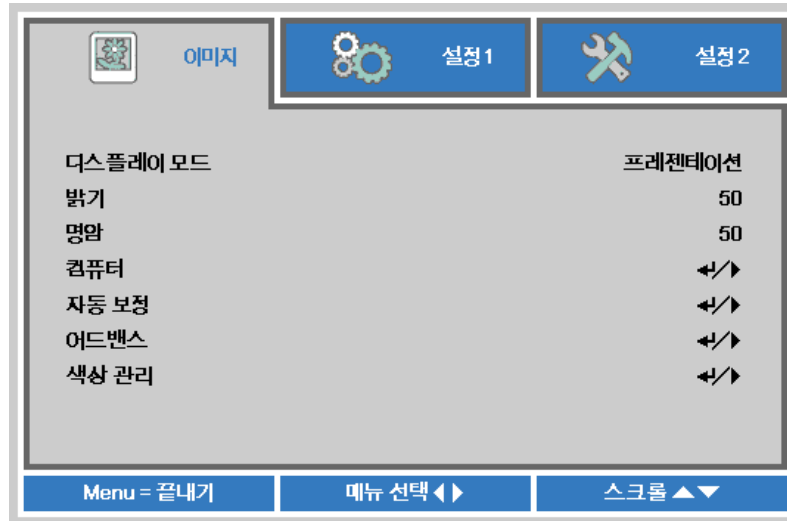 이미지 설정1 설정2
디스플레이 모드 프레젠테이션
밝기 50
명암 50
컴퓨터 ↵/▶
자동 보정 ↵/▶
어드밴스 ↵/▶
색상 관리 ↵/▶
Menu = 끝내기 메뉴 선택 ◀ ▶ 스크롤 ▲▼